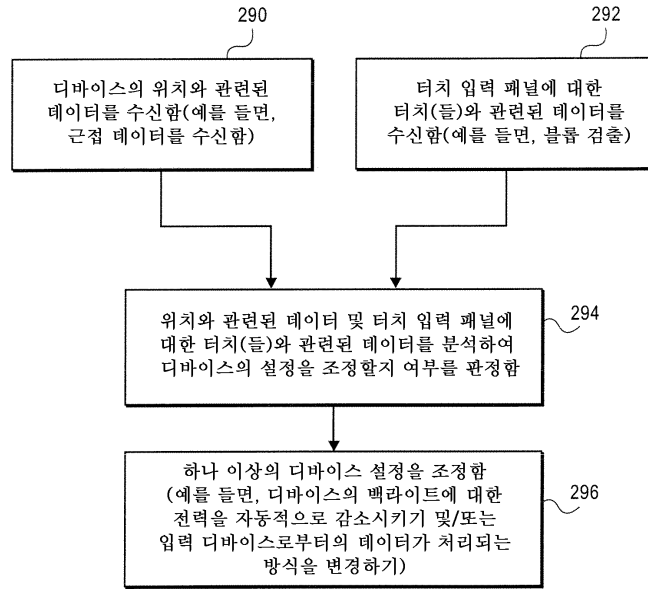 290
디바이스의 위치와 관련된
데이터를 수신함(예를 들면,
근접 데이터를 수신함)
292
터치 입력 패널에 대한
터치(들)와 관련된 데이터를
수신함(예를 들면, 블롭 검출)
294
위치와 관련된 데이터 및 터치 입력 패널에
대한 터치(들)와 관련된 데이터를 분석하여
디바이스의 설정을 조정할지 여부를 판정함
296
하나 이상의 디바이스 설정을 조정함
(예를 들면, 디바이스의 백라이트에 대한
전력을 자동적으로 감소시키기 및/또는
입력 디바이스로부터의 데이터가 처리되는
방식을 변경하기)